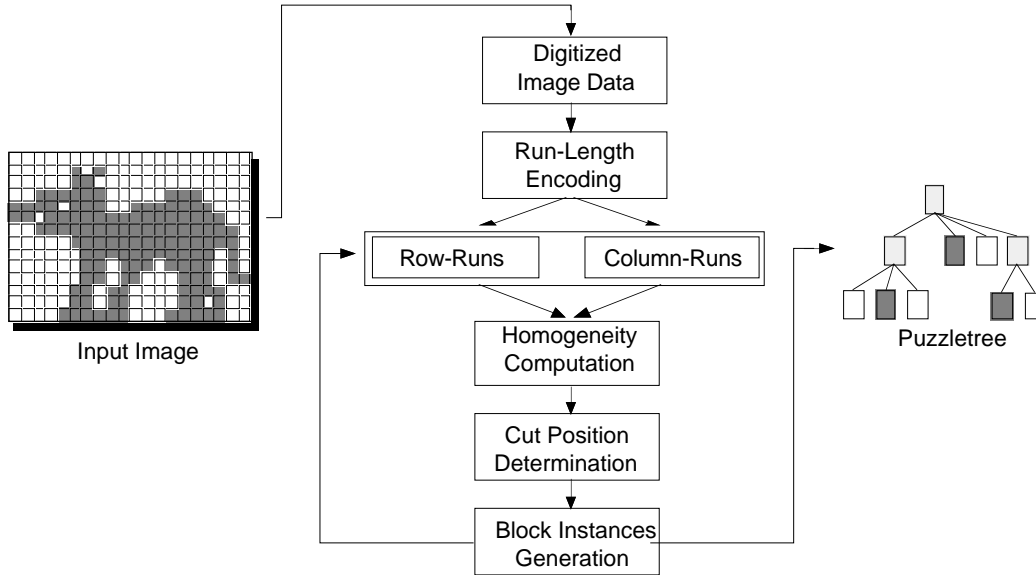 Digitized
Image Data
Run-Length
Encoding
Row-Runs
Column-Runs
Input Image
Homogeneity
Computation
Puzzletree
Cut Position
Determination
Block Instances
Generation